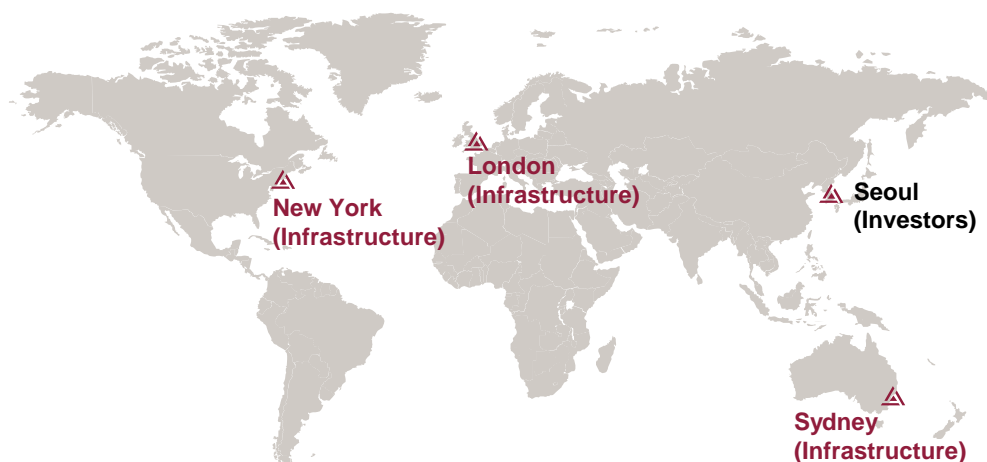 London
(Infrastructure)
Seoul
(Investors)
New York
(Infrastructure)
Sydney
(Infrastructure)